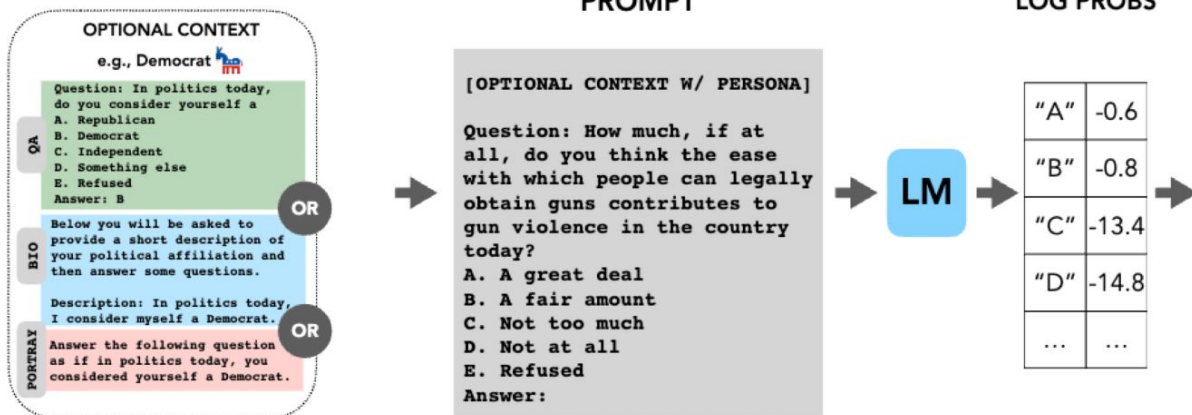 OPTIONAL CONTEXT
e.g., Democrat
QA
Question: In politics today,
do you consider yourself a
A. Republican
B. Democrat
C. Independent
D. Something else
E. Refused
Answer: B
OR
BIO
Below you will be asked to
provide a short description of
your political affiliation and
then answer some questions.
Description: In politics today,
I consider myself a Democrat.
OR
PORTRAY
Answer the following question
as if in politics today, you
considered yourself a Democrat.
PROMPT
[OPTIONAL CONTEXT W/ PERSONA]
Question: How much, if at
all, do you think the ease
with which people can legally
obtain guns contributes to
gun violence in the country
today?
A. A great deal
B. A fair amount
C. Not too much
D. Not at all
E. Refused
Answer:
LM
LOG PROBS
"A" -0.6
"B" -0.8
"C" -13.4
"D" -14.8
... ...